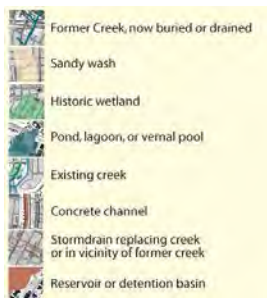 Former Creek, now buried or drained
Sandy wash
Historic wetland
Pond, lagoon, or vernal pool
Existing creek
Concrete channel
Stormdrain replacing creek
or in vicinity of former creek
Reservoir or detention basin